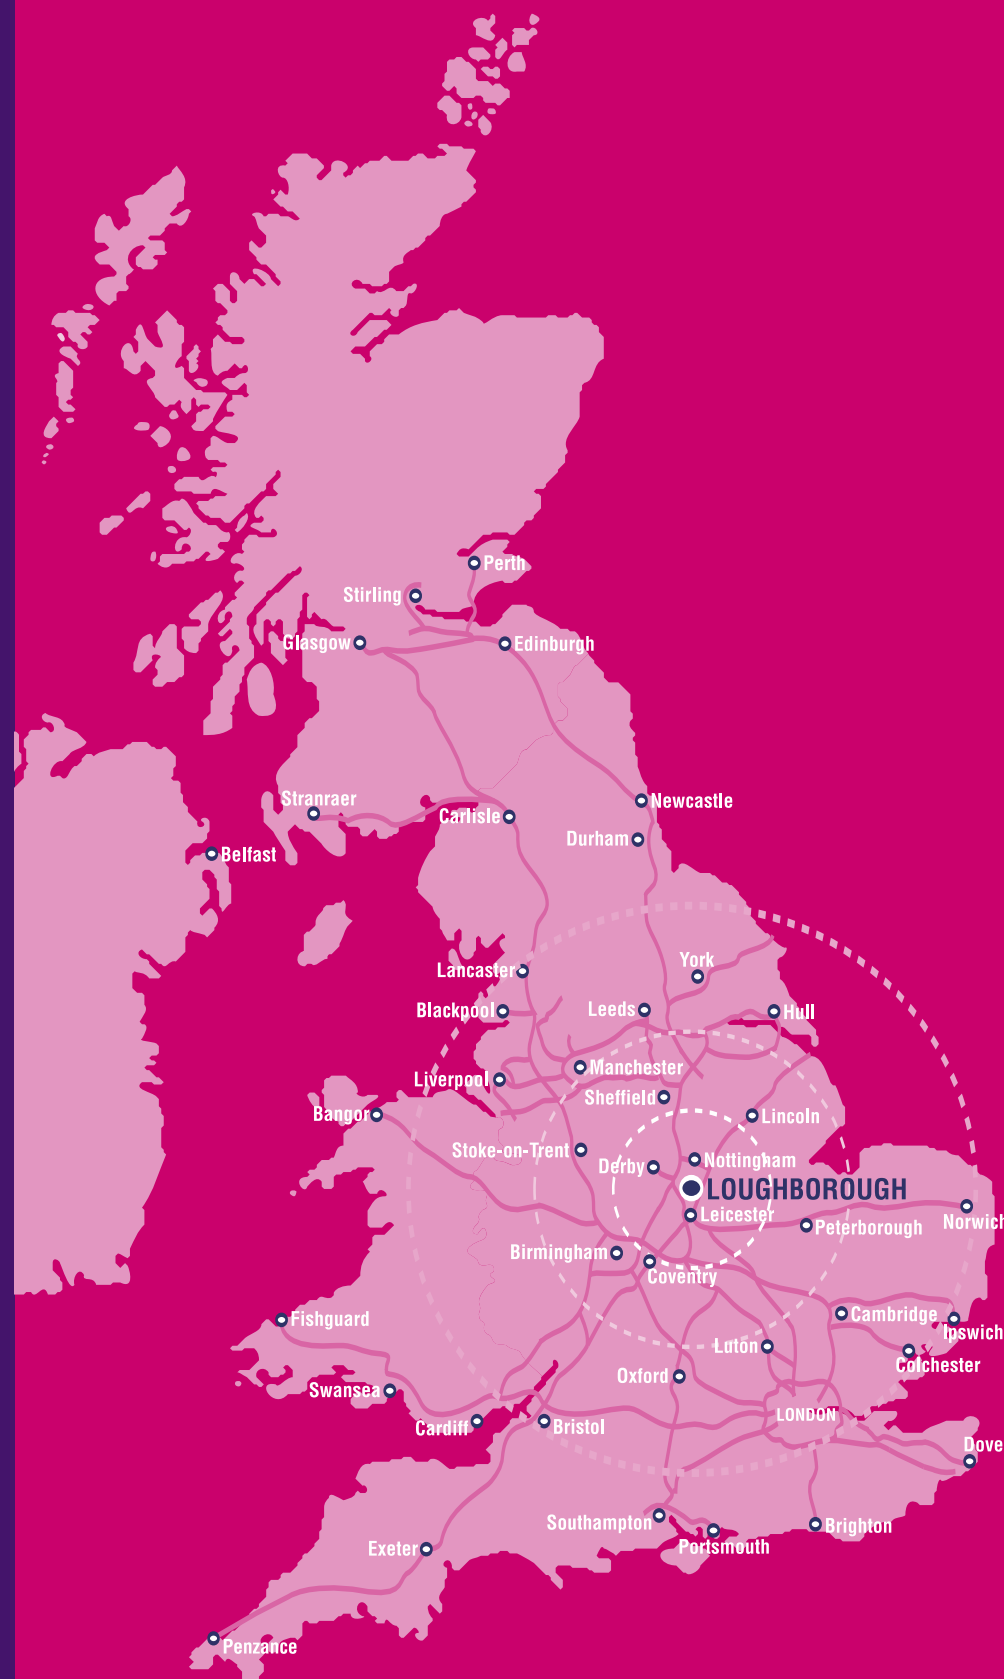 Perth
Stirling
Glasgow
Edinburgh
Stranraer
Newcastle
Carlisle
Durham
Belfast
York
Lancaster
Blackpool
Leeds
Hull
Manchester
Liverpool
Sheffield
Bangor
Lincoln
Stoke-on-Trent
Nottingham
Derby
LOUGHBOROUGH
Leicester
Norwich
Peterborough
Birmingham
Coventry
Cambridge
Fishguard
Ipswich
Luton
Colchester
Oxford
Swansea
LONDON
Cardiff
Bristol
Dove
Southampton
Brighton
Portsmouth
Exeter
Penzance